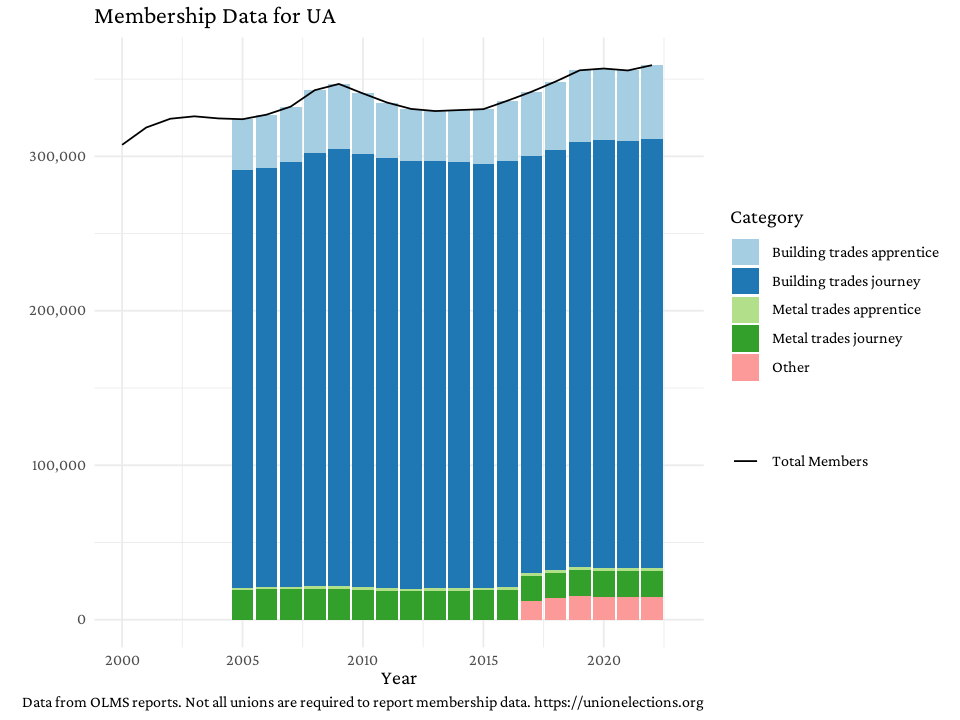 Membership Data for UA
300,000
200,000
100,000
0
2000 2005 2010 2015 2020
Year
Category
Building trades apprentice
Building trades journey
Metal trades apprentice
Metal trades journey
Other
Total Members
Data from OLMS reports. Not all unions are required to report membership data. https://unionelections.org